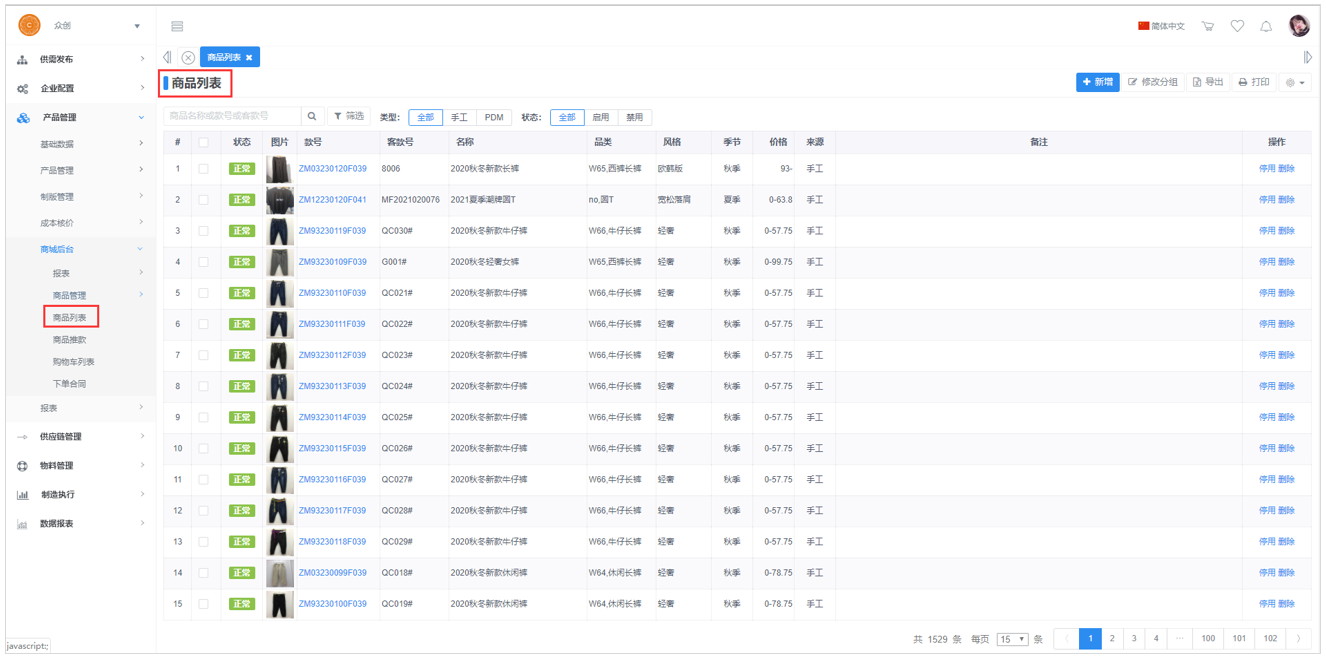 众创 ▼ 简体中文
商品列表 ✖
商品列表
新增 修改分组 导出 打印
商品名称或款号或客款号 筛选 类型: 全部 手工 PDM 状态: 全部 启用 禁用
# 状态 图片 款号 客款号 名称 品类 风格 季节 价格 来源 备注 操作
1 正常 ZM03230120F039 8006 2020秋冬新款长裤 W65,西裤长裤 欧韩版 秋季 93- 手工 停用 删除
2 正常 ZM12230120F041 MF2021020076 2021夏季潮牌圆T no,圆T 宽松落肩 夏季 0-63.8 手工 停用 删除
3 正常 ZM93230119F039 QC030# 2020秋冬新款牛仔裤 W66,牛仔长裤 轻奢 秋季 0-57.75 手工 停用 删除
4 正常 ZM93230109F039 G001# 2020秋冬轻奢女裤 W65,西裤长裤 轻奢 秋季 0-99.75 手工 停用 删除
5 正常 ZM93230110F039 QC021# 2020秋冬新款牛仔裤 W66,牛仔长裤 轻奢 秋季 0-57.75 手工 停用 删除
6 正常 ZM93230111F039 QC022# 2020秋冬新款牛仔裤 W66,牛仔长裤 轻奢 秋季 0-57.75 手工 停用 删除
7 正常 ZM93230112F039 QC023# 2020秋冬新款牛仔裤 W66,牛仔长裤 轻奢 秋季 0-57.75 手工 停用 删除
8 正常 ZM93230113F039 QC024# 2020秋冬新款牛仔裤 W66,牛仔长裤 轻奢 秋季 0-57.75 手工 停用 删除
9 正常 ZM93230114F039 QC025# 2020秋冬新款牛仔裤 W66,牛仔长裤 轻奢 秋季 0-57.75 手工 停用 删除
10 正常 ZM93230115F039 QC026# 2020秋冬新款牛仔裤 W66,牛仔长裤 轻奢 秋季 0-57.75 手工 停用 删除
11 正常 ZM93230116F039 QC027# 2020秋冬新款牛仔裤 W66,牛仔长裤 轻奢 秋季 0-57.75 手工 停用 删除
12 正常 ZM93230117F039 QC028# 2020秋冬新款牛仔裤 W66,牛仔长裤 轻奢 秋季 0-57.75 手工 停用 删除
13 正常 ZM93230118F039 QC029# 2020秋冬新款牛仔裤 W66,牛仔长裤 轻奢 秋季 0-57.75 手工 停用 删除
14 正常 ZM03230099F039 QC018# 2020秋冬新款休闲裤 W64,休闲长裤 轻奢 秋季 0-78.75 手工 停用 删除
15 正常 ZM93230100F039 QC019# 2020秋冬新款休闲裤 W64,休闲长裤 轻奢 秋季 0-78.75 手工 停用 删除
共 1529 条 每页 15 条 1 2 3 4 ··· 100 101 102
供需发布
企业配置
产品管理
基础数据
产品管理
制版管理
成本核价
商城后台
报表
商品管理
商品列表
商品推款
购物车列表
下单合同
报表
供应链管理
物料管理
制造执行
数据报表
javascript:;